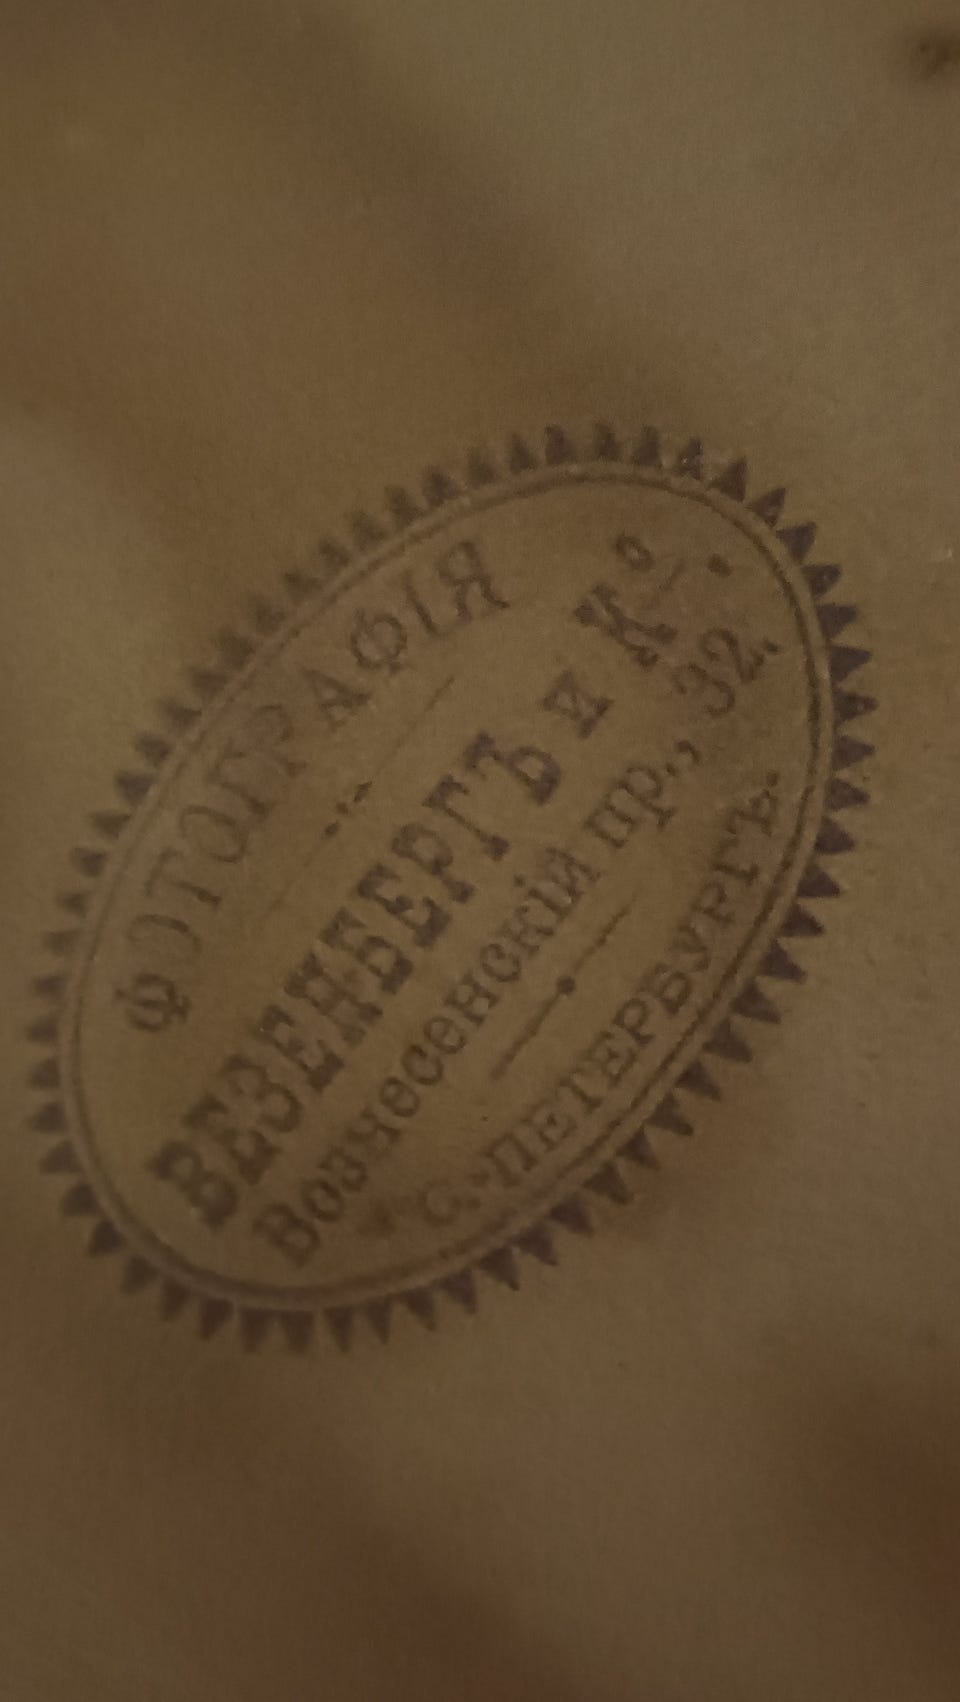 ФОТОГРАФІЯ
ВЕЗЕНБЕРГЪ и К°/.
Вознесенскій пр., 32.
С.-ПЕТЕРБУРГЪ.